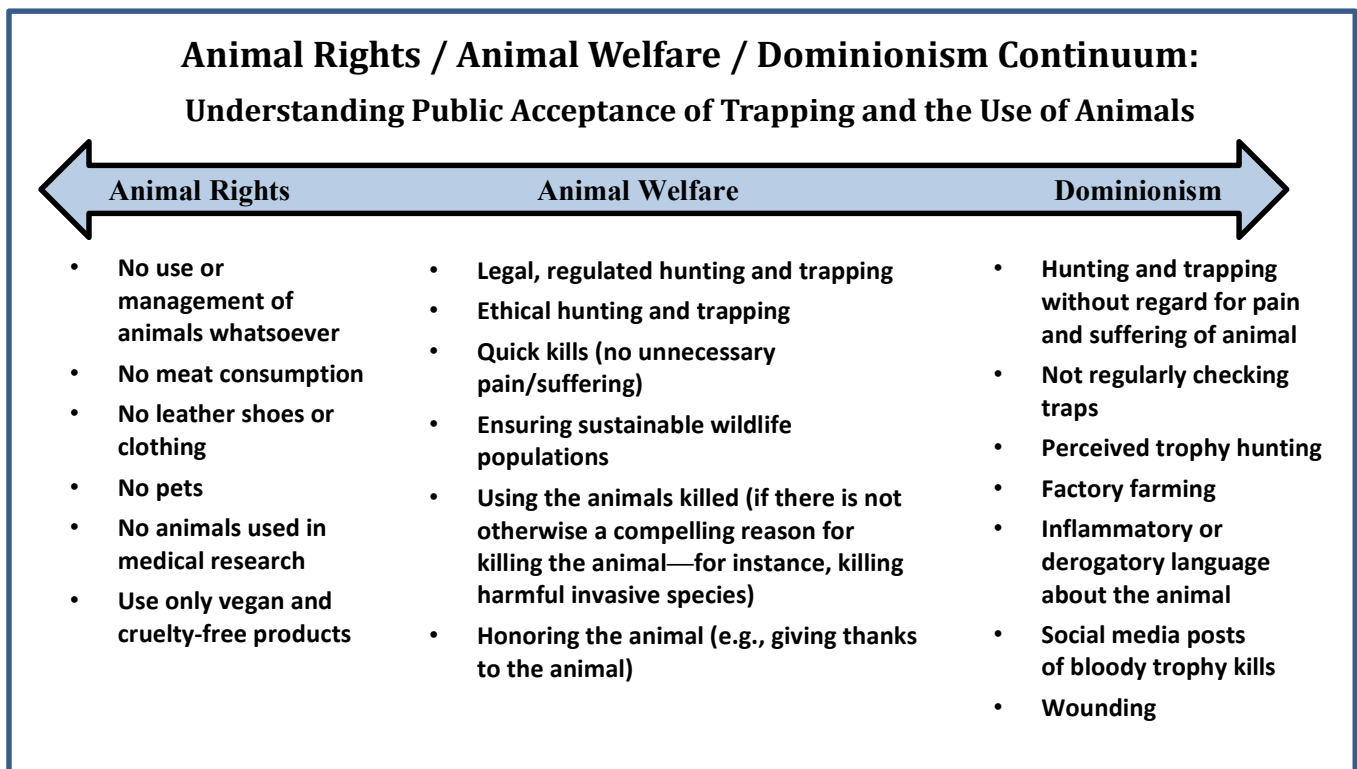 Animal Rights / Animal Welfare / Dominionism Continuum:
Understanding Public Acceptance of Trapping and the Use of Animals
Animal Rights
Animal Welfare
Dominionism
• No use or
management of
animals whatsoever
• No meat consumption
• No leather shoes or
clothing
• No pets
• No animals used in
medical research
• Use only vegan and
cruelty-free products
• Legal, regulated hunting and trapping
• Ethical hunting and trapping
• Quick kills (no unnecessary
pain/suffering)
• Ensuring sustainable wildlife
populations
• Using the animals killed (if there is not
otherwise a compelling reason for
killing the animal—for instance, killing
harmful invasive species)
• Honoring the animal (e.g., giving thanks
to the animal)
• Hunting and trapping
without regard for pain
and suffering of animal
• Not regularly checking
traps
• Perceived trophy hunting
• Factory farming
• Inflammatory or
derogatory language
about the animal
• Social media posts
of bloody trophy kills
• Wounding